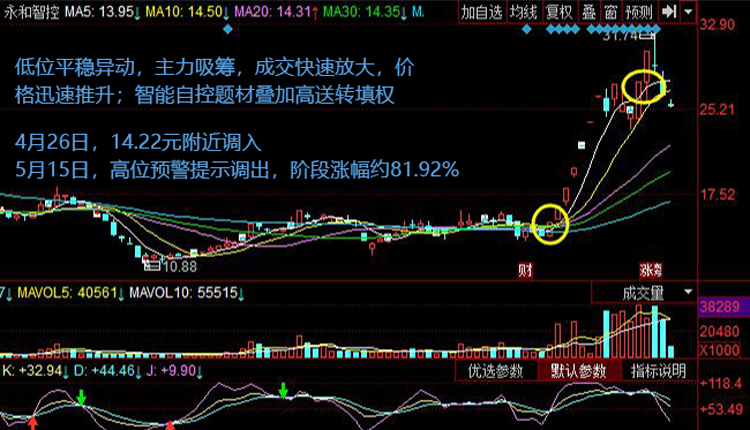 永和智控 MA5: 13.95↓ MA10: 14.50↓ MA20: 14.31↑ MA30: 14.35↓ M
加自选 均线 复权 叠 窗 预测
32.90
31.74
低位平稳异动，主力吸筹，成交快速放大，价
格迅速推升；智能自控题材叠加高送转填权
25.21
4月26日，14.22元附近调入
5月15日，高位预警提示调出，阶段涨幅约81.92%
17.52
10.88
财 涨
7↓ MAVOL5: 40561↓ MAVOL10: 55515↓
成交量
38289
20480
X1000
K: +32.94↓ D: +44.46↓ J: +9.90↓
优选参数 默认参数 指标说明
+118.4
+53.49